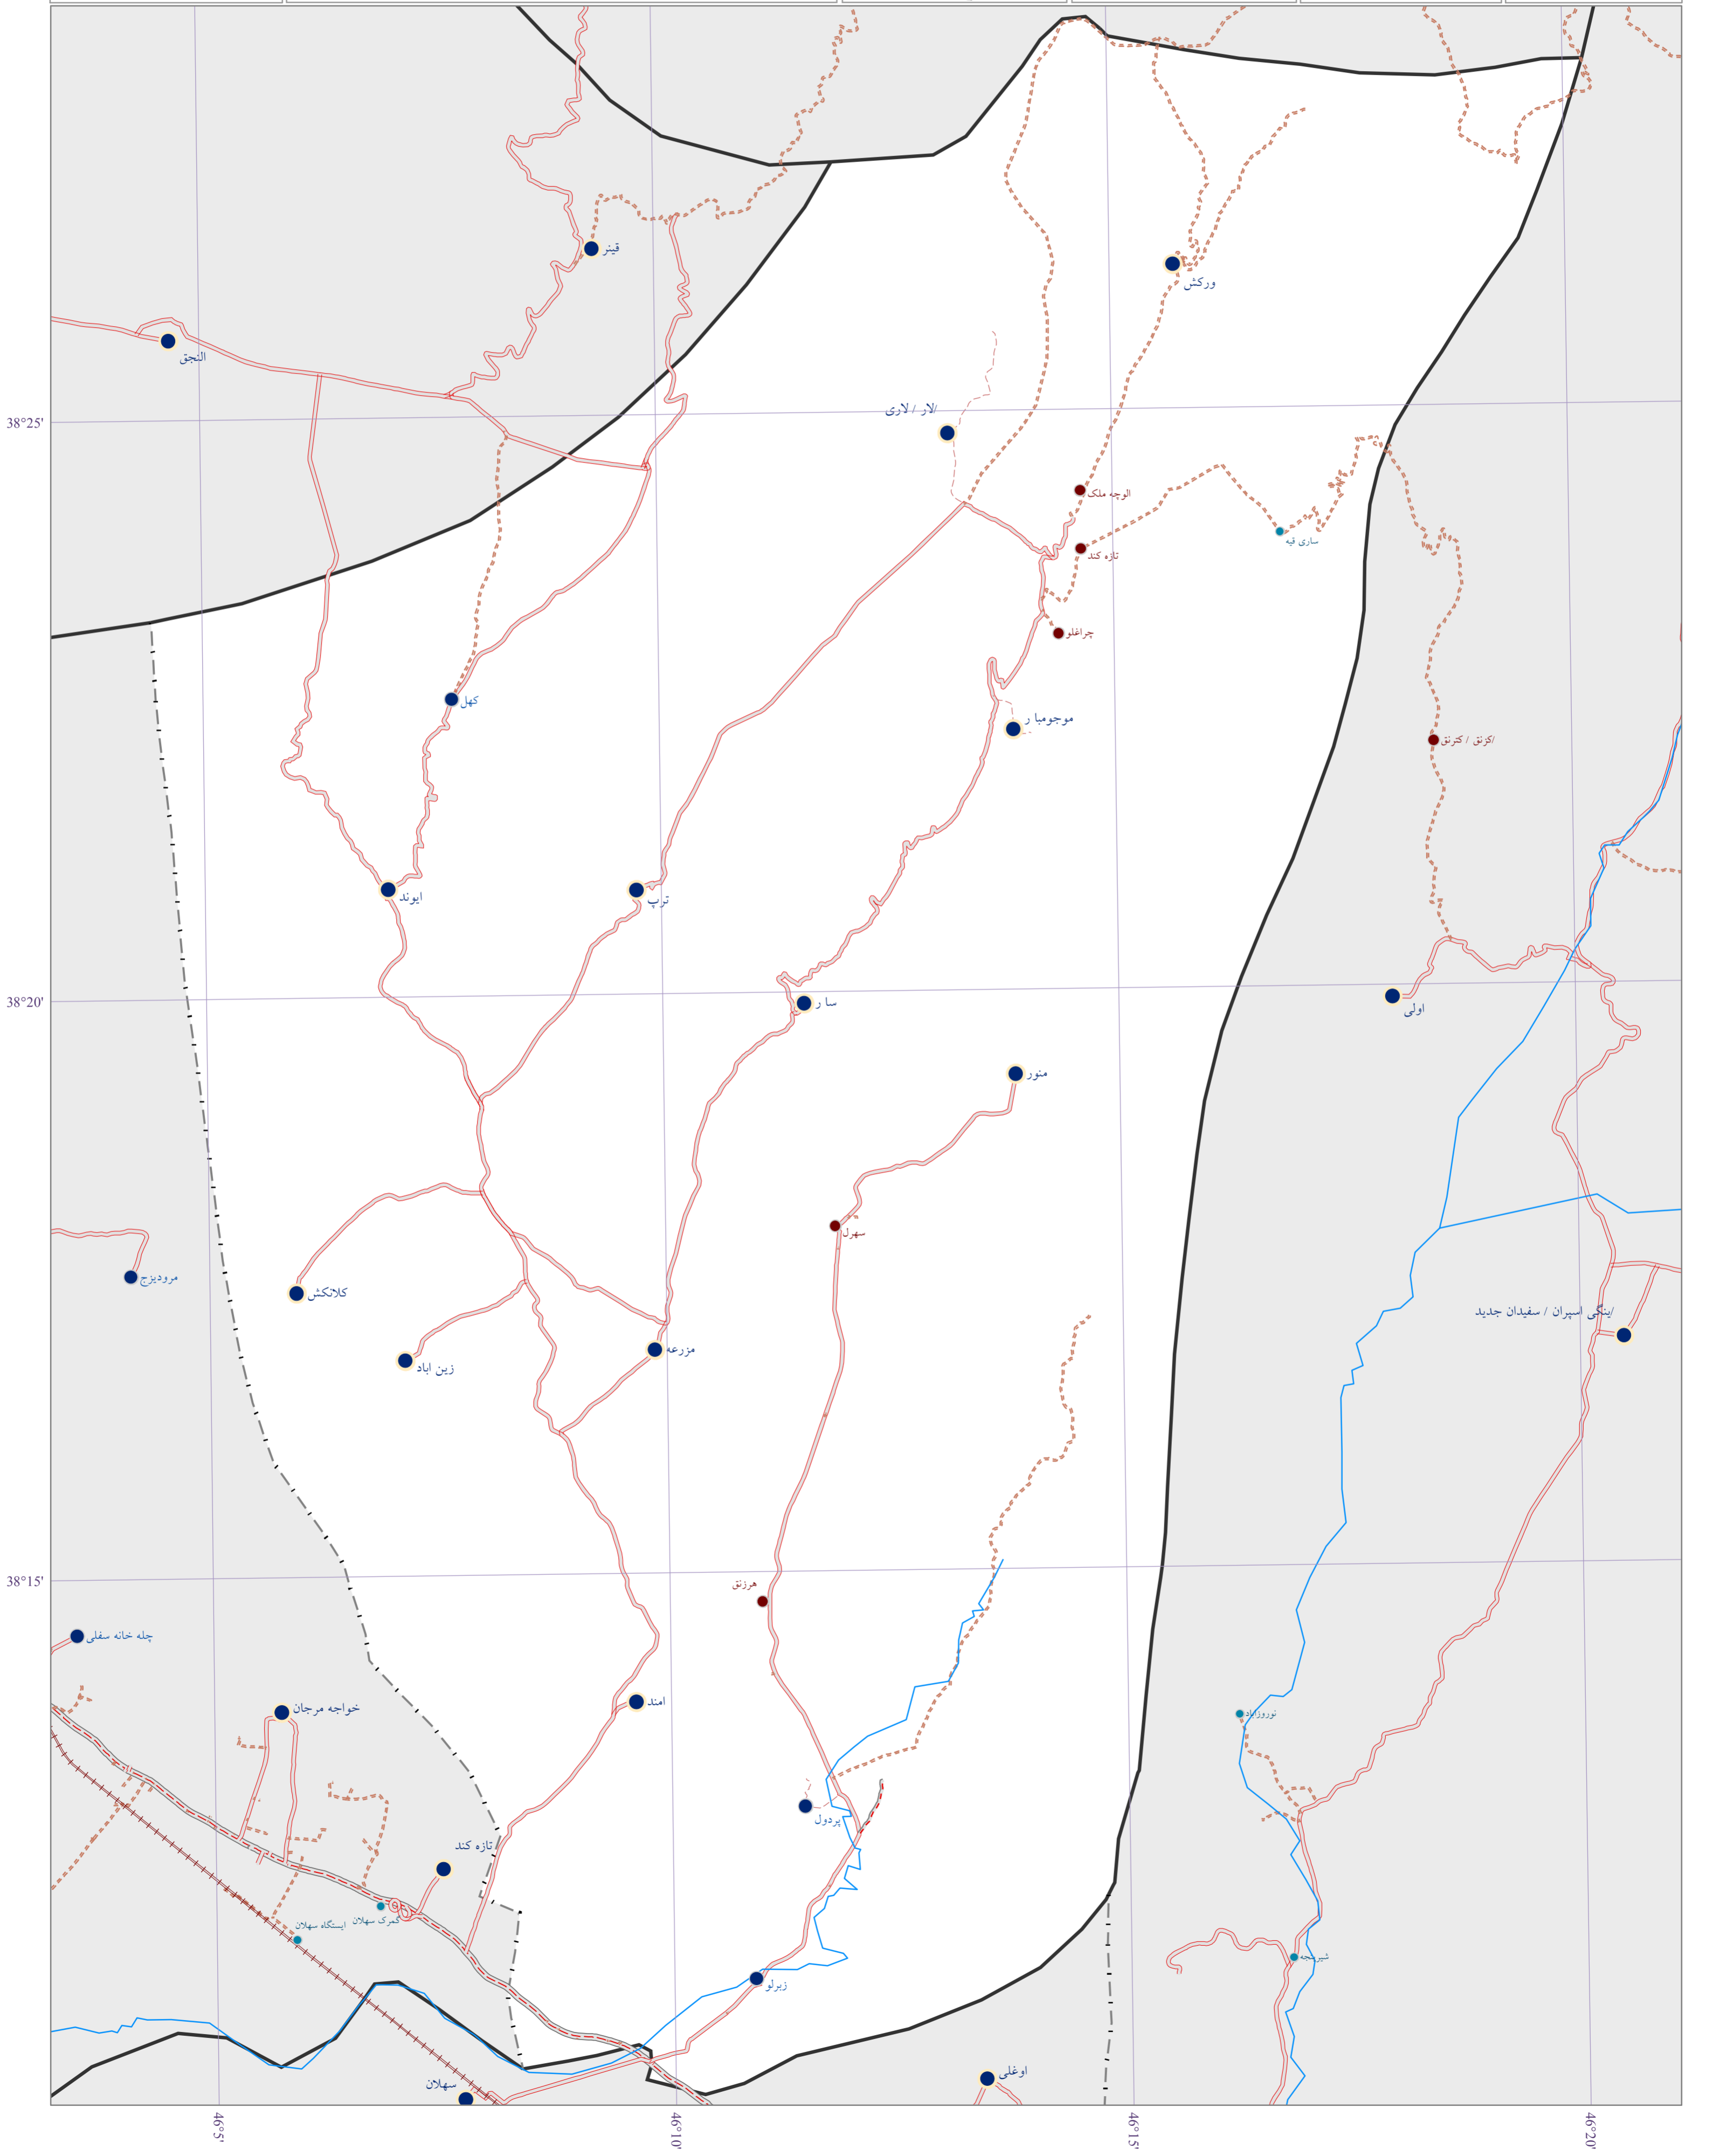 قینر
ورکش
النجق
38°25'
/لار / لاری
الوچه ملک
ساری قیه
تازه کند
چراغلو
کهل
موجومبا ر
/کزنق / کترنق
ایوند
ترپ
38°20'
سا ر
اولی
منور
سهرل
مرودیزج
کلانکش
/ینگی اسپران / سفیدان جدید
مزرعه
زین اباد
38°15'
هرزنق
چله خانه سفلی
امند
خواجه مرجان
نوروزاباد
پردول
تازه کند
گمرک سهلان
ایستگاه سهلان
شیرینجه
زبرلو
اوغلی
سهلان
46°5'
46°10'
46°15'
46°20'